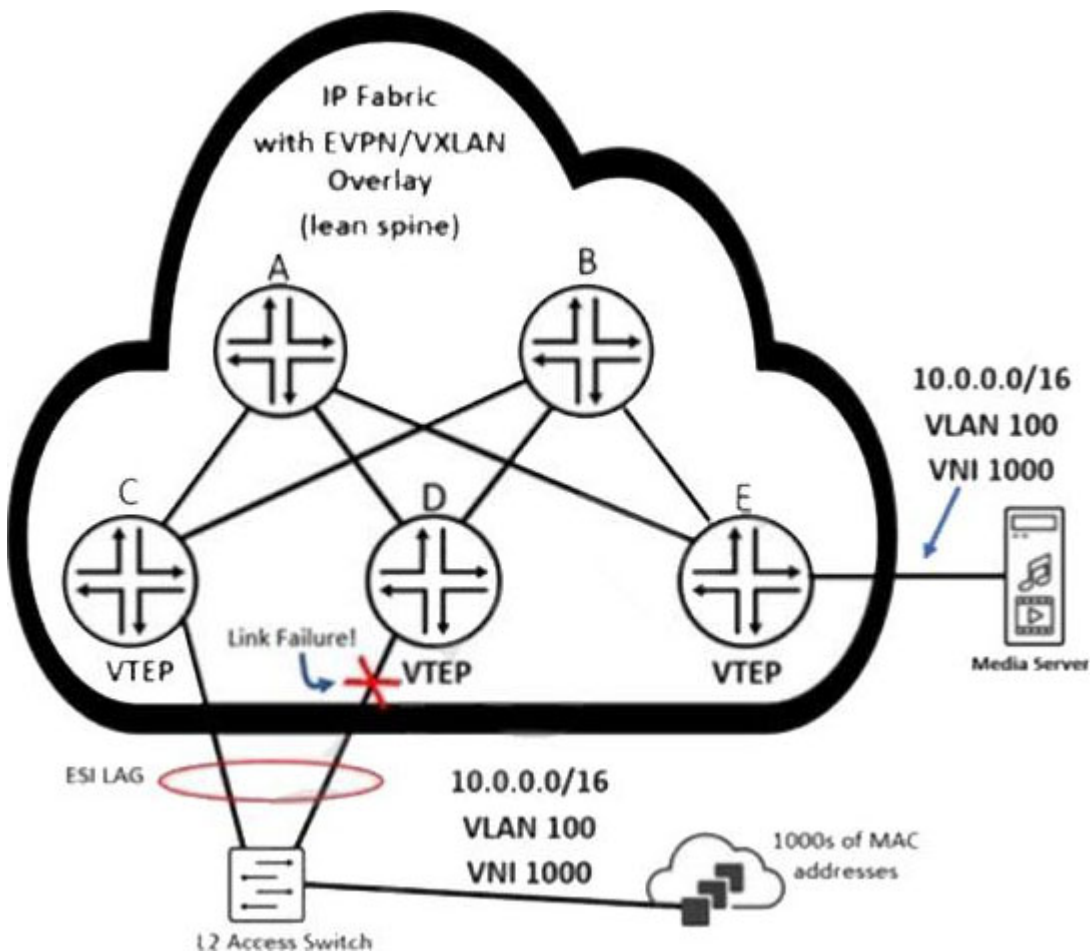 IP Fabric
with EVPN/VXLAN
Overlay
(lean spine)
A
B
10.0.0.0/16
VLAN 100
VNI 1000
C
D
E
Link Failure!
VTEP
VTEP
VTEP
Media Server
ESI LAG
10.0.0.0/16
VLAN 100
VNI 1000
1000s of MAC
addresses
L2 Access Switch